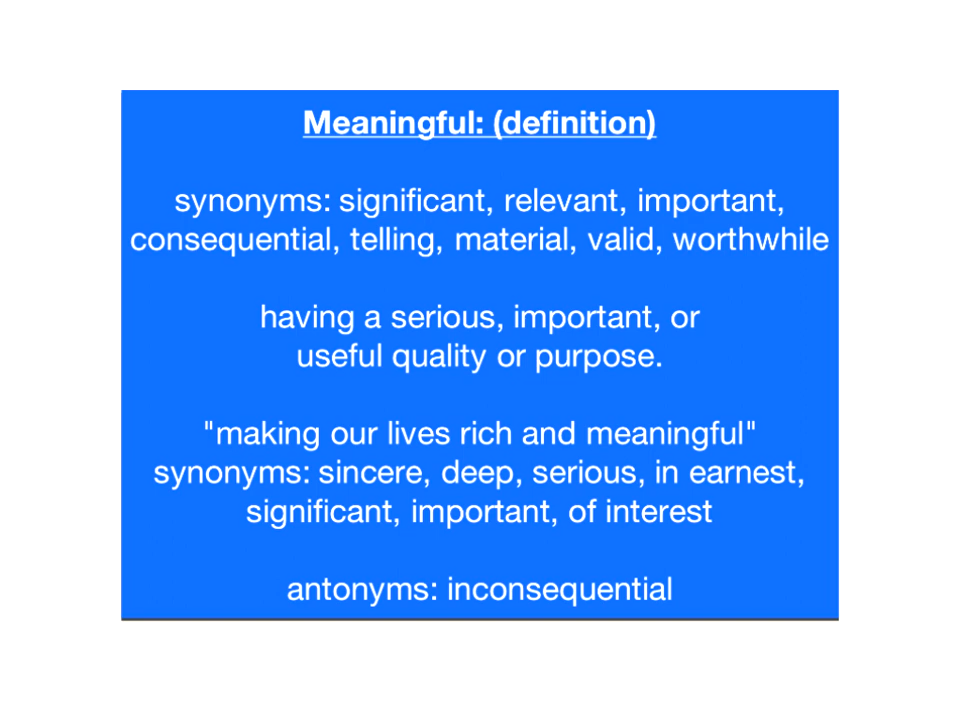 Meaningful: (definition)
synonyms: significant, relevant, important,
consequential, telling, material, valid, worthwhile
having a serious, important, or
useful quality or purpose.
"making our lives rich and meaningful"
synonyms: sincere, deep, serious, in earnest,
significant, important, of interest
antonyms: inconsequential